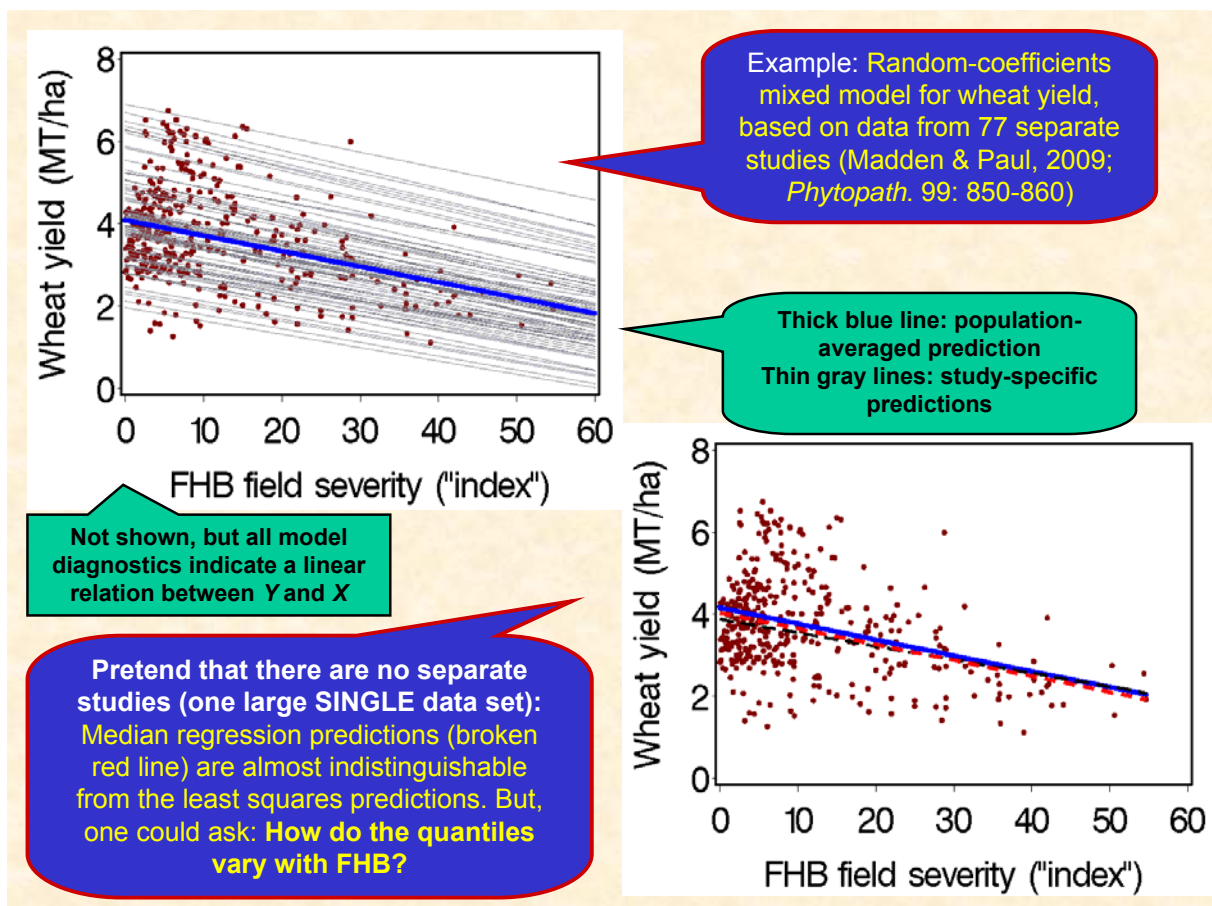 Example: Random-coefficients
mixed model for wheat yield,
based on data from 77 separate
studies (Madden & Paul, 2009;
Phytopath. 99: 850-860)
8
6
4
2
0
Wheat yield (MT/ha)
0 10 20 30 40 50 60
FHB field severity ("index")
Thick blue line: population-
averaged prediction
Thin gray lines: study-specific
predictions
Not shown, but all model
diagnostics indicate a linear
relation between Y and X
Pretend that there are no separate
studies (one large SINGLE data set):
Median regression predictions (broken
red line) are almost indistinguishable
from the least squares predictions. But,
one could ask: How do the quantiles
vary with FHB?
8
6
4
2
0
Wheat yield (MT/ha)
0 10 20 30 40 50 60
FHB field severity ("index")